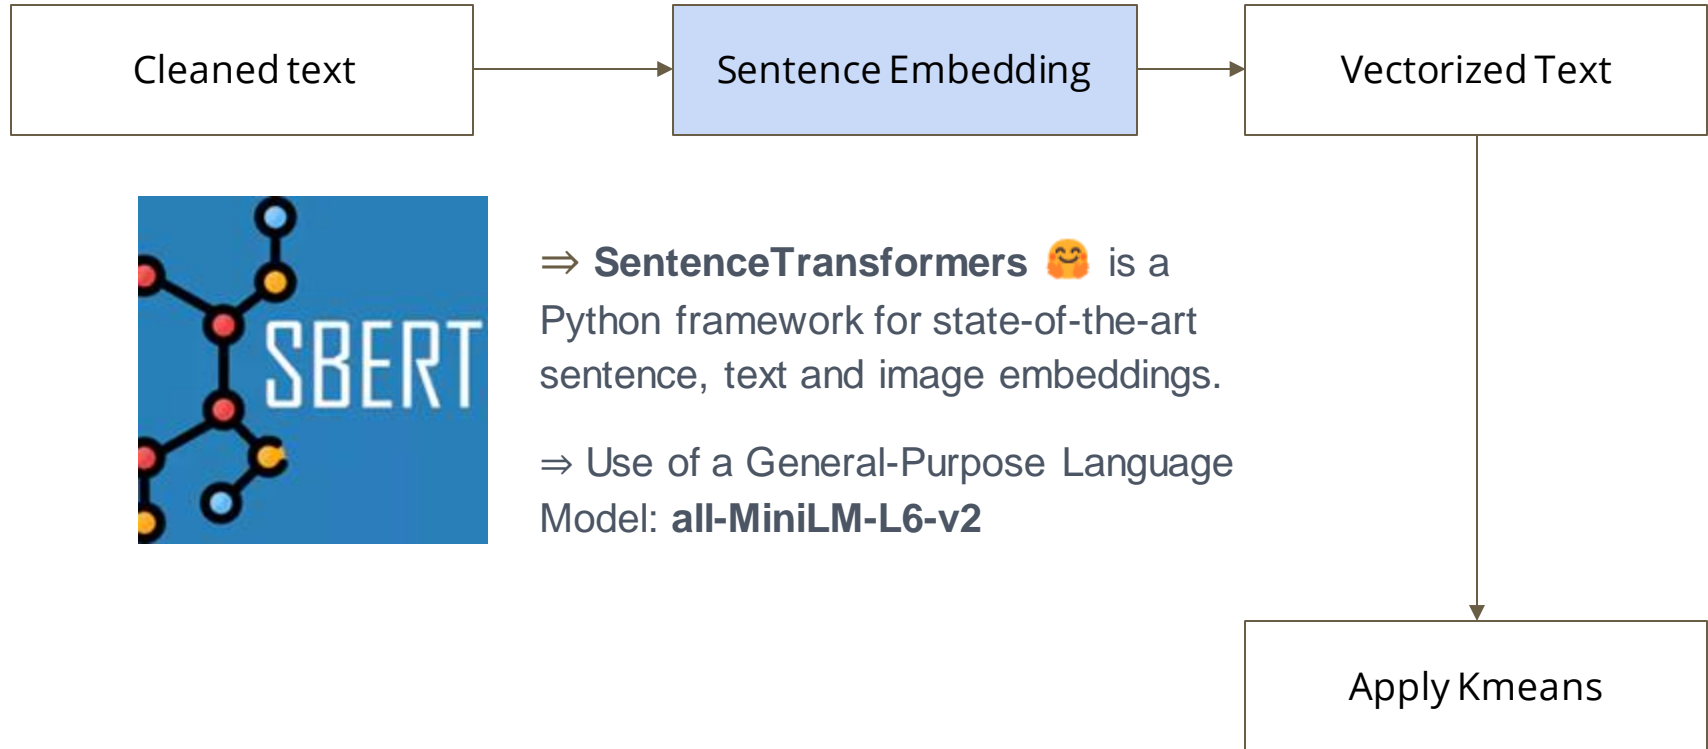 Cleaned text
Sentence Embedding
Vectorized Text
SBERT
⇒ SentenceTransformers 🤗 is a
Python framework for state-of-the-art
sentence, text and image embeddings.
⇒ Use of a General-Purpose Language
Model: all-MiniLM-L6-v2
Apply Kmeans